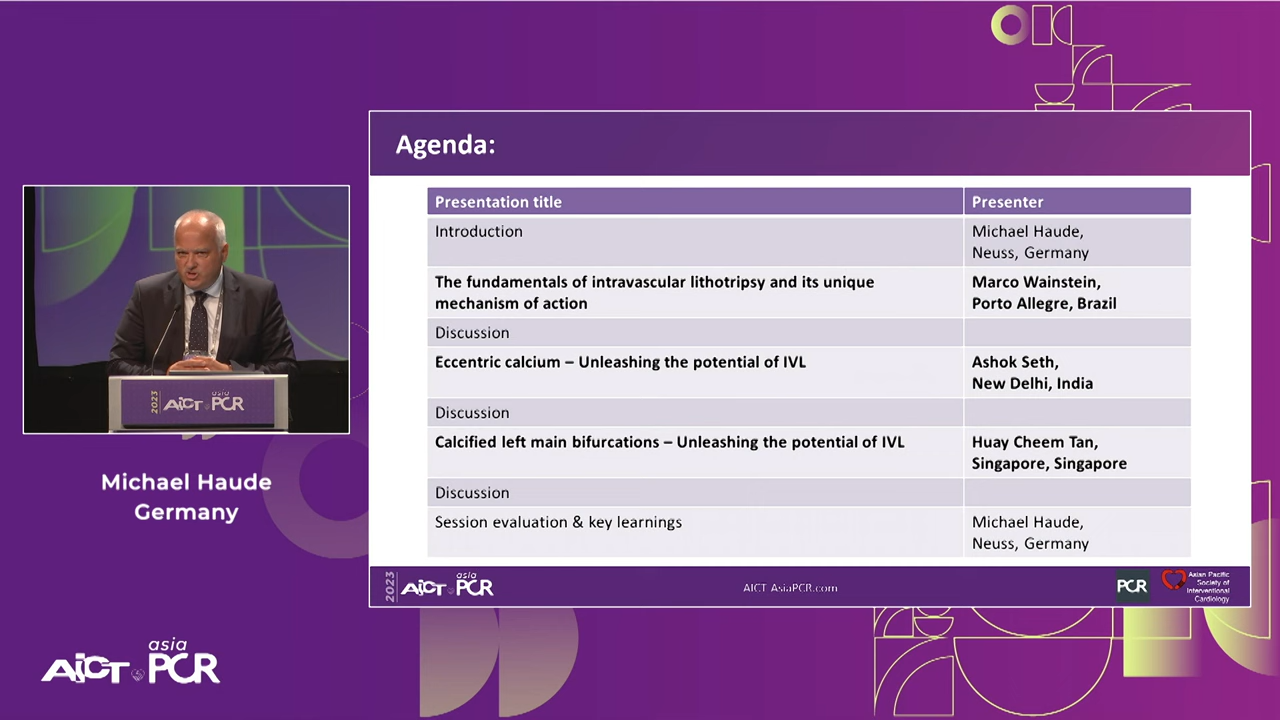 Agenda:
Presentation title
Presenter
Introduction
Michael Haude,
Neuss, Germany
The fundamentals of intravascular lithotripsy and its unique
mechanism of action
Marco Wainstein,
Porto Allegre, Brazil
Discussion
Eccentric calcium – Unleashing the potential of IVL
Ashok Seth,
New Delhi, India
Discussion
Calcified left main bifurcations – Unleashing the potential of IVL
Huay Cheem Tan,
Singapore, Singapore
Discussion
Session evaluation & key learnings
Michael Haude,
Neuss, Germany
2023 AICT asia PCR
AICT-AsiaPCR.com
PCR
Asian Pacific
Society of
Interventional
Cardiology
2023 AICT asia PCR
Michael Haude
Germany
asia
AICT PCR